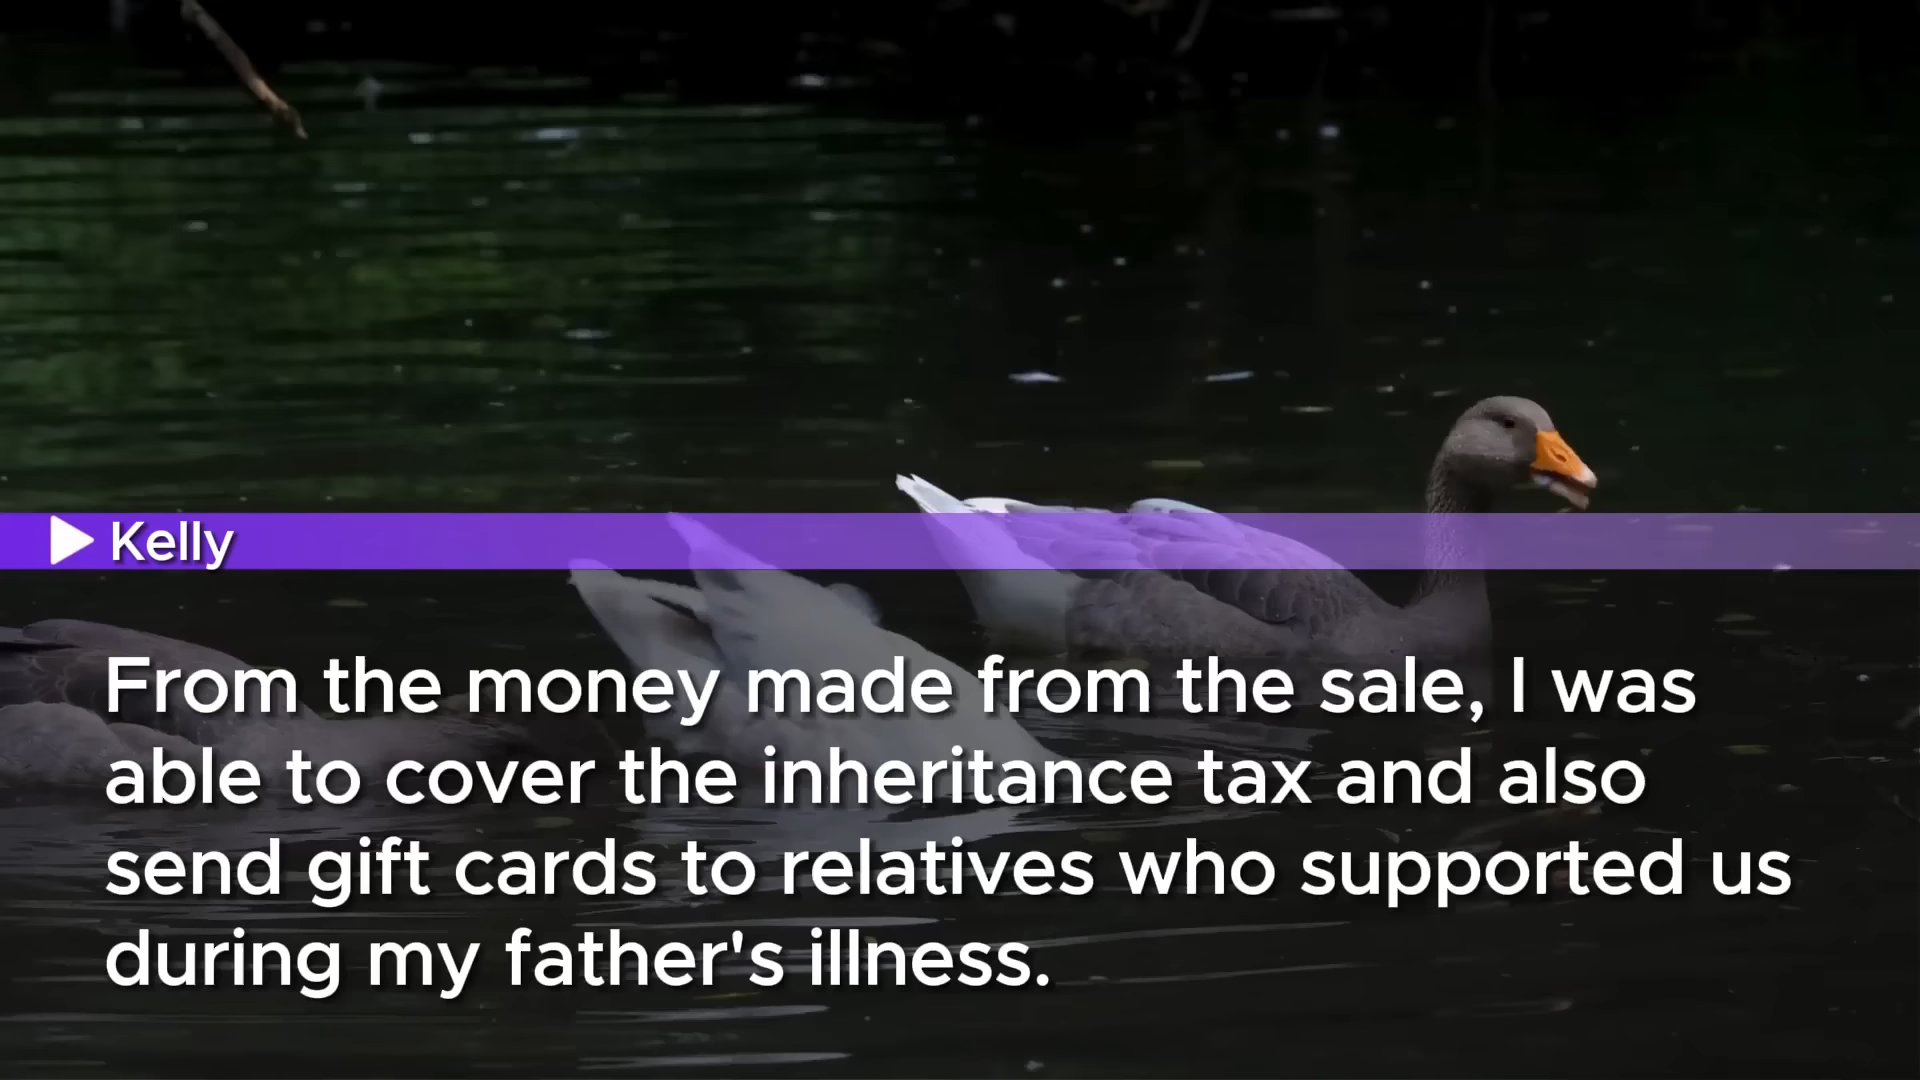 Kelly
From the money made from the sale, I was
able to cover the inheritance tax and also
send gift cards to relatives who supported us
during my father's illness.